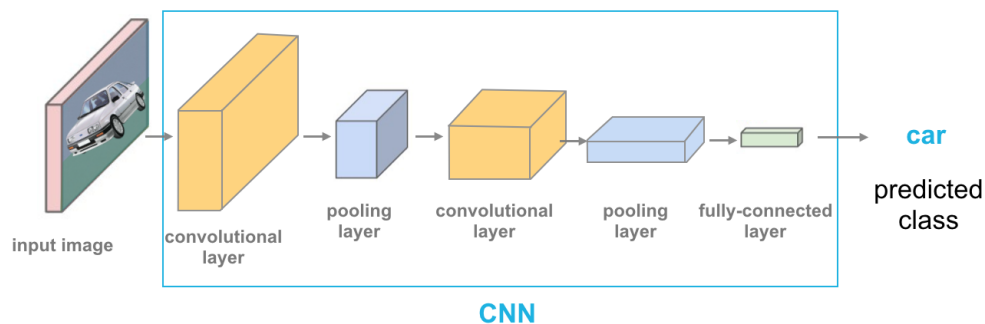 input image
convolutional
layer
pooling
layer
convolutional
layer
pooling
layer
fully-connected
layer
car
predicted
class
CNN